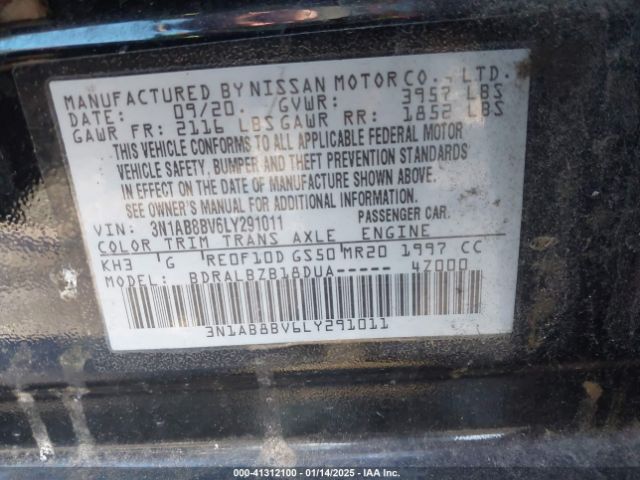 MANUFACTURED BY NISSAN MOTOR CO., LTD.
DATE: 09/20. GVWR: 3957 LBS
GAWR FR: 2116 LBS GAWR RR: 1852 LBS
THIS VEHICLE CONFORMS TO ALL APPLICABLE FEDERAL MOTOR
VEHICLE SAFETY, BUMPER AND THEFT PREVENTION STANDARDS
IN EFFECT ON THE DATE OF MANUFACTURE SHOWN ABOVE.
SEE OWNER'S MANUAL FOR ADDITIONAL INFORMATION.
VIN: 3N1AB8BV6LY291011 PASSENGER CAR.
COLOR TRIM TRANS AXLE ENGINE
KH3 G RE0F10D GS50 MR20 1997 CC
MODEL: BDRALBZB18DUA----- 4Z000
3N1AB8BV6LY291011
000-41312100 - 01/14/2025 - IAA Inc.